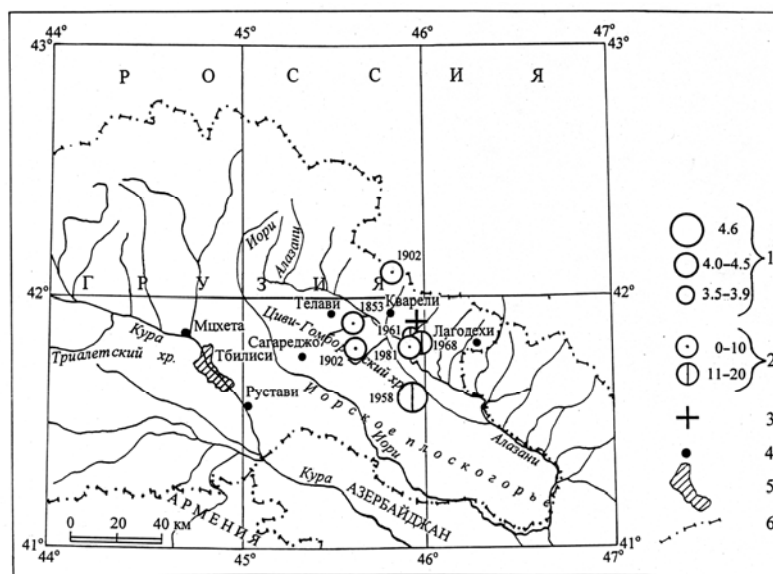 44° 45° 46° 47°
43° 43°
Р О С С И Я
1902
Иори
Алазани
4.6
4.0–4.5
3.5–3.9
1
Г Р У З И Я
42° 42°
Телави 1853 Кварели
Мцхета
Кура
Циви-Гомборский хр.
1961
Лагодехи
1968
Сагареджо
1902 1981
Триалетский хр.
Тбилиси
0–10
11–20
2
1958
Рустави
Иорское плоскогорье
Иори
Алазани
3
4
5
6
Кура
АЗЕРБАЙДЖАН
АРМЕНИЯ
0 20 40 км
41° 41°
44° 45° 46° 47°